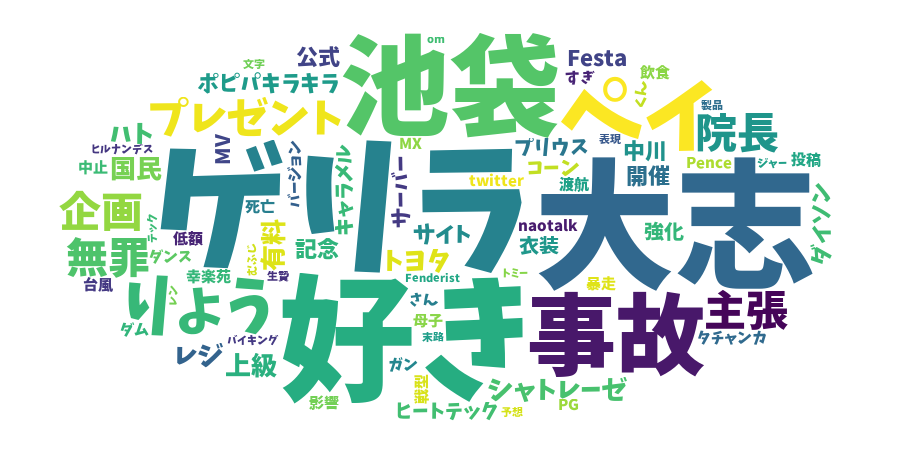 om
池袋
公式
Festa
文字
すぎ
飲食
ポピパキラキラ
ぺイ
くん
製品
プレゼント
院長
ハト
MV
MX
表現
プリウス
中川
ヒルナンデス
バージョン
キャラメル
サーバー
コーン
Pence
ジャー
投稿
中止
国民
ゲリラ
twitter
渡航
開催
大志
ダイソン
企画
死亡
naotalk
強化
テック
低額
有料
記念
サイト
衣装
無罪
ダンス
むふじ
生賢
トヨタ
台風
幸楽苑
Fenderist
トミー
暴走
りょう
レン
好き
さん
事故
主張
ダム
母子
末路
タチャンカ
レジ
バイキング
上級
ガン
戦型
シャトレーゼ
影響
ヒートテック
予想
PG